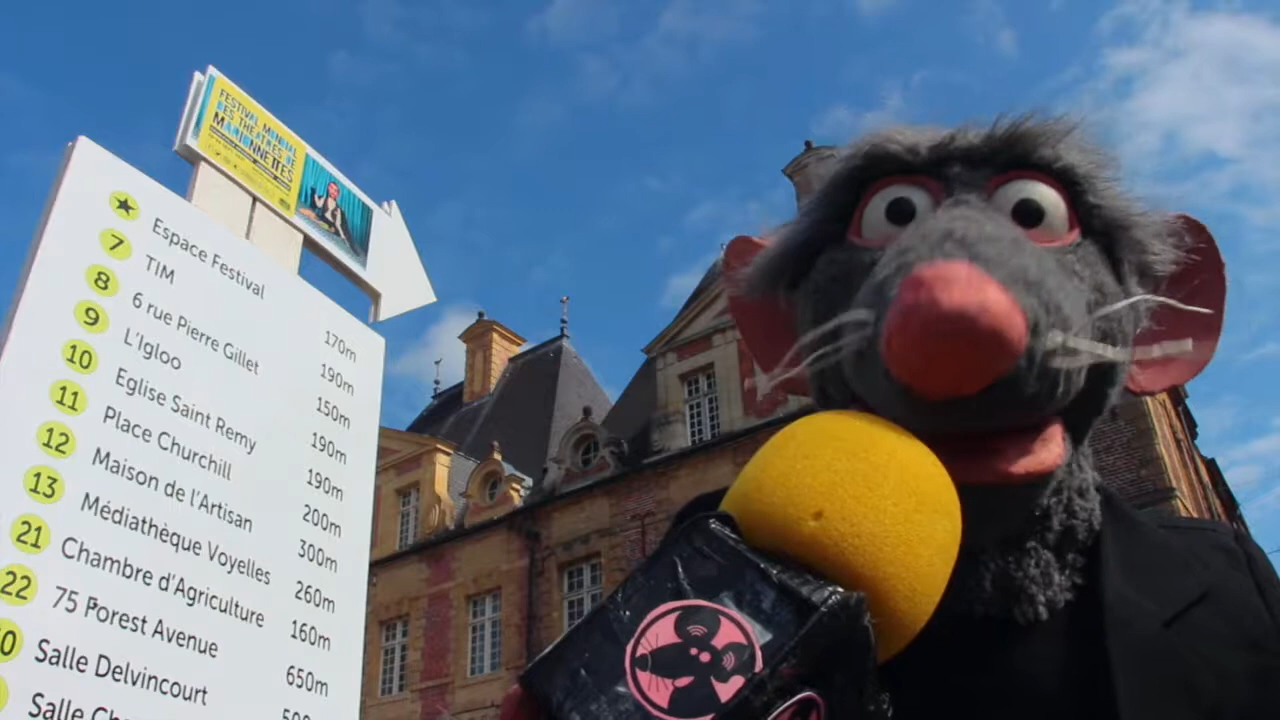 FESTIVAL MONDIAL
DES THEATRES DE
MARIONNETTES
★ Espace Festival 170m
7 TIM 190m
8 6 rue Pierre Gillet 150m
9 L'Igloo 190m
10 Eglise Saint Remy 190m
11 Place Churchill 200m
12 Maison de l'Artisan 300m
13 Médiathèque Voyelles 260m
21 Chambre d'Agriculture 160m
22 75 Forest Avenue 650m
Salle Delvincourt
Salle